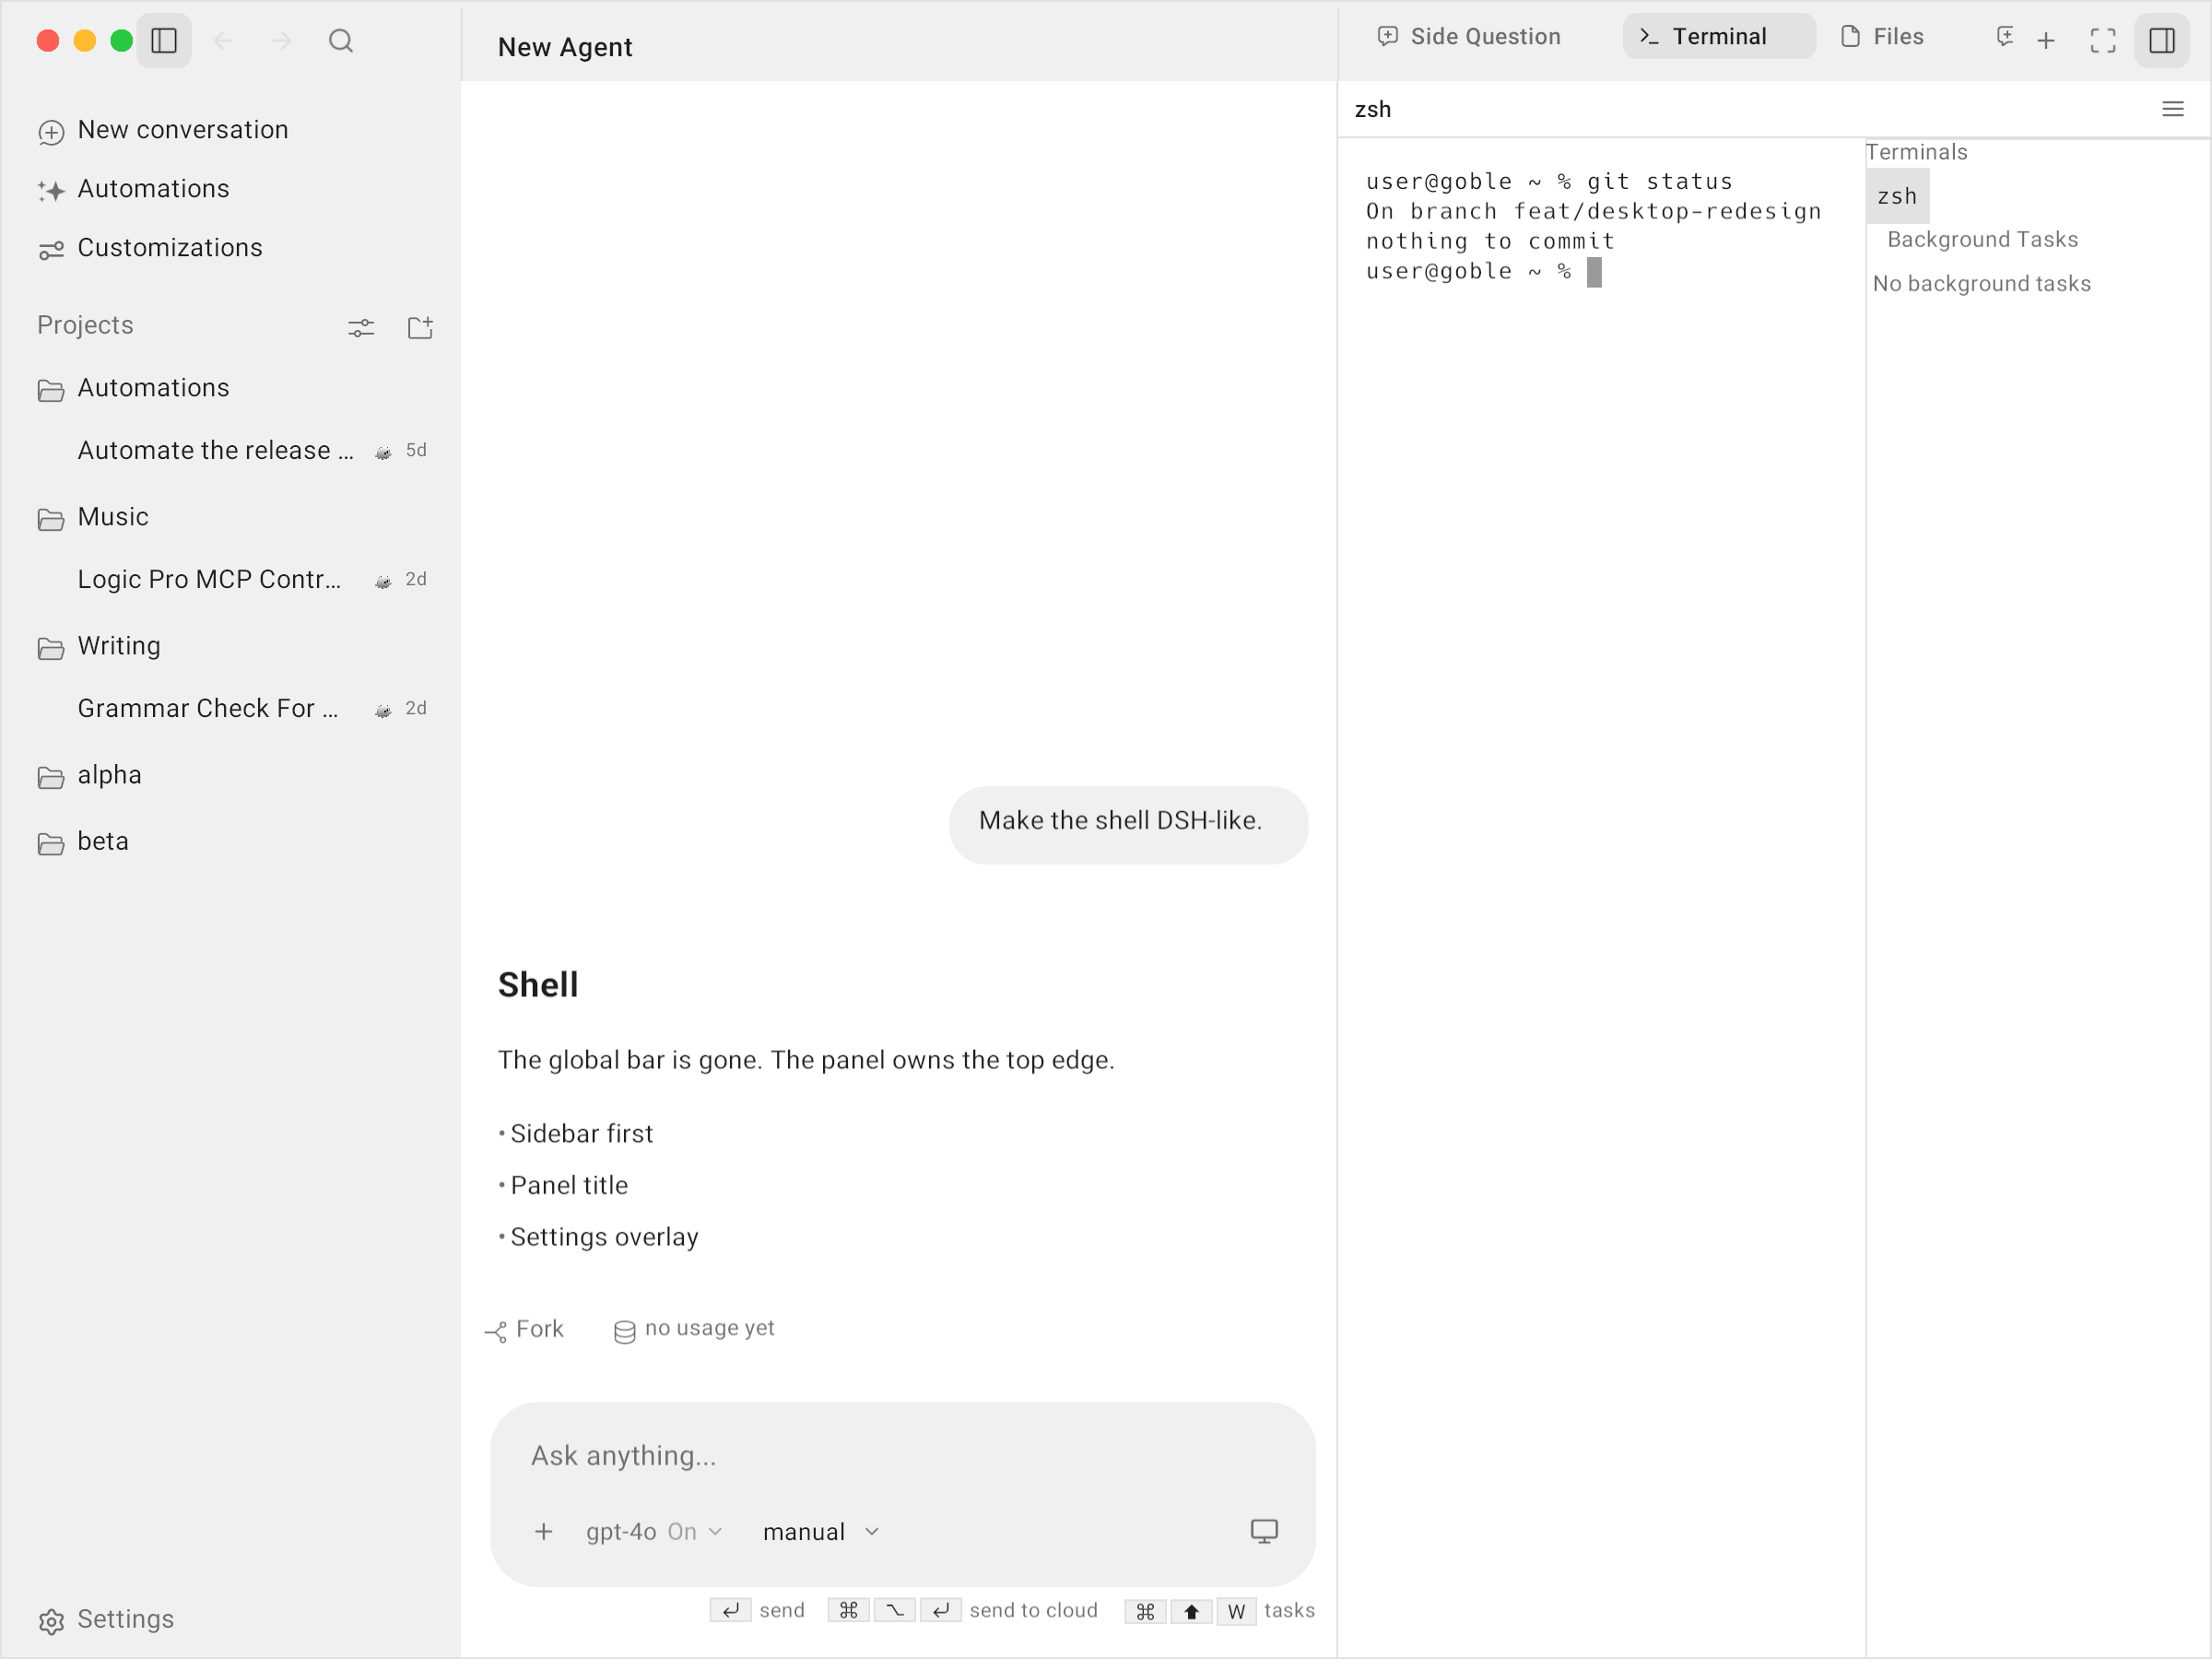 New conversation
Automations
Customizations
Projects
Automations
Automate the release ... 5d
Music
Logic Pro MCP Contr... 2d
Writing
Grammar Check For ... 2d
alpha
beta
Settings
New Agent
Make the shell DSH-like.
Shell
The global bar is gone. The panel owns the top edge.
• Sidebar first
• Panel title
• Settings overlay
Fork no usage yet
Ask anything...
gpt-4o On manual
send ⌘ ⌥ send to cloud ⌘ W tasks
Side Question Terminal Files
zsh
user@goble ~ % git status
On branch feat/desktop-redesign
nothing to commit
user@goble ~ %
Terminals
zsh
Background Tasks
No background tasks